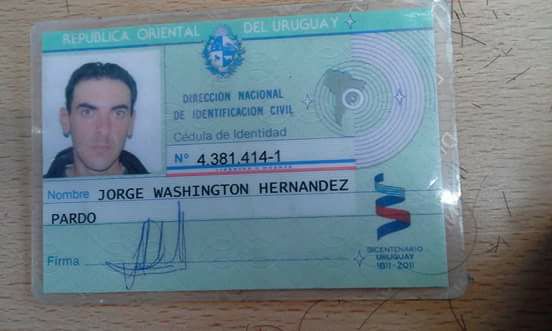 REPUBLICA ORIENTAL DEL URUGUAY
DIRECCION NACIONAL
DE IDENTIFICACION CIVIL
Cédula de Identidad
N° 4.381.414-1
Nombre JORGE WASHINGTON HERNANDEZ
PARDO
Firma
BICENTENARIO
URUGUAY
1811-2011